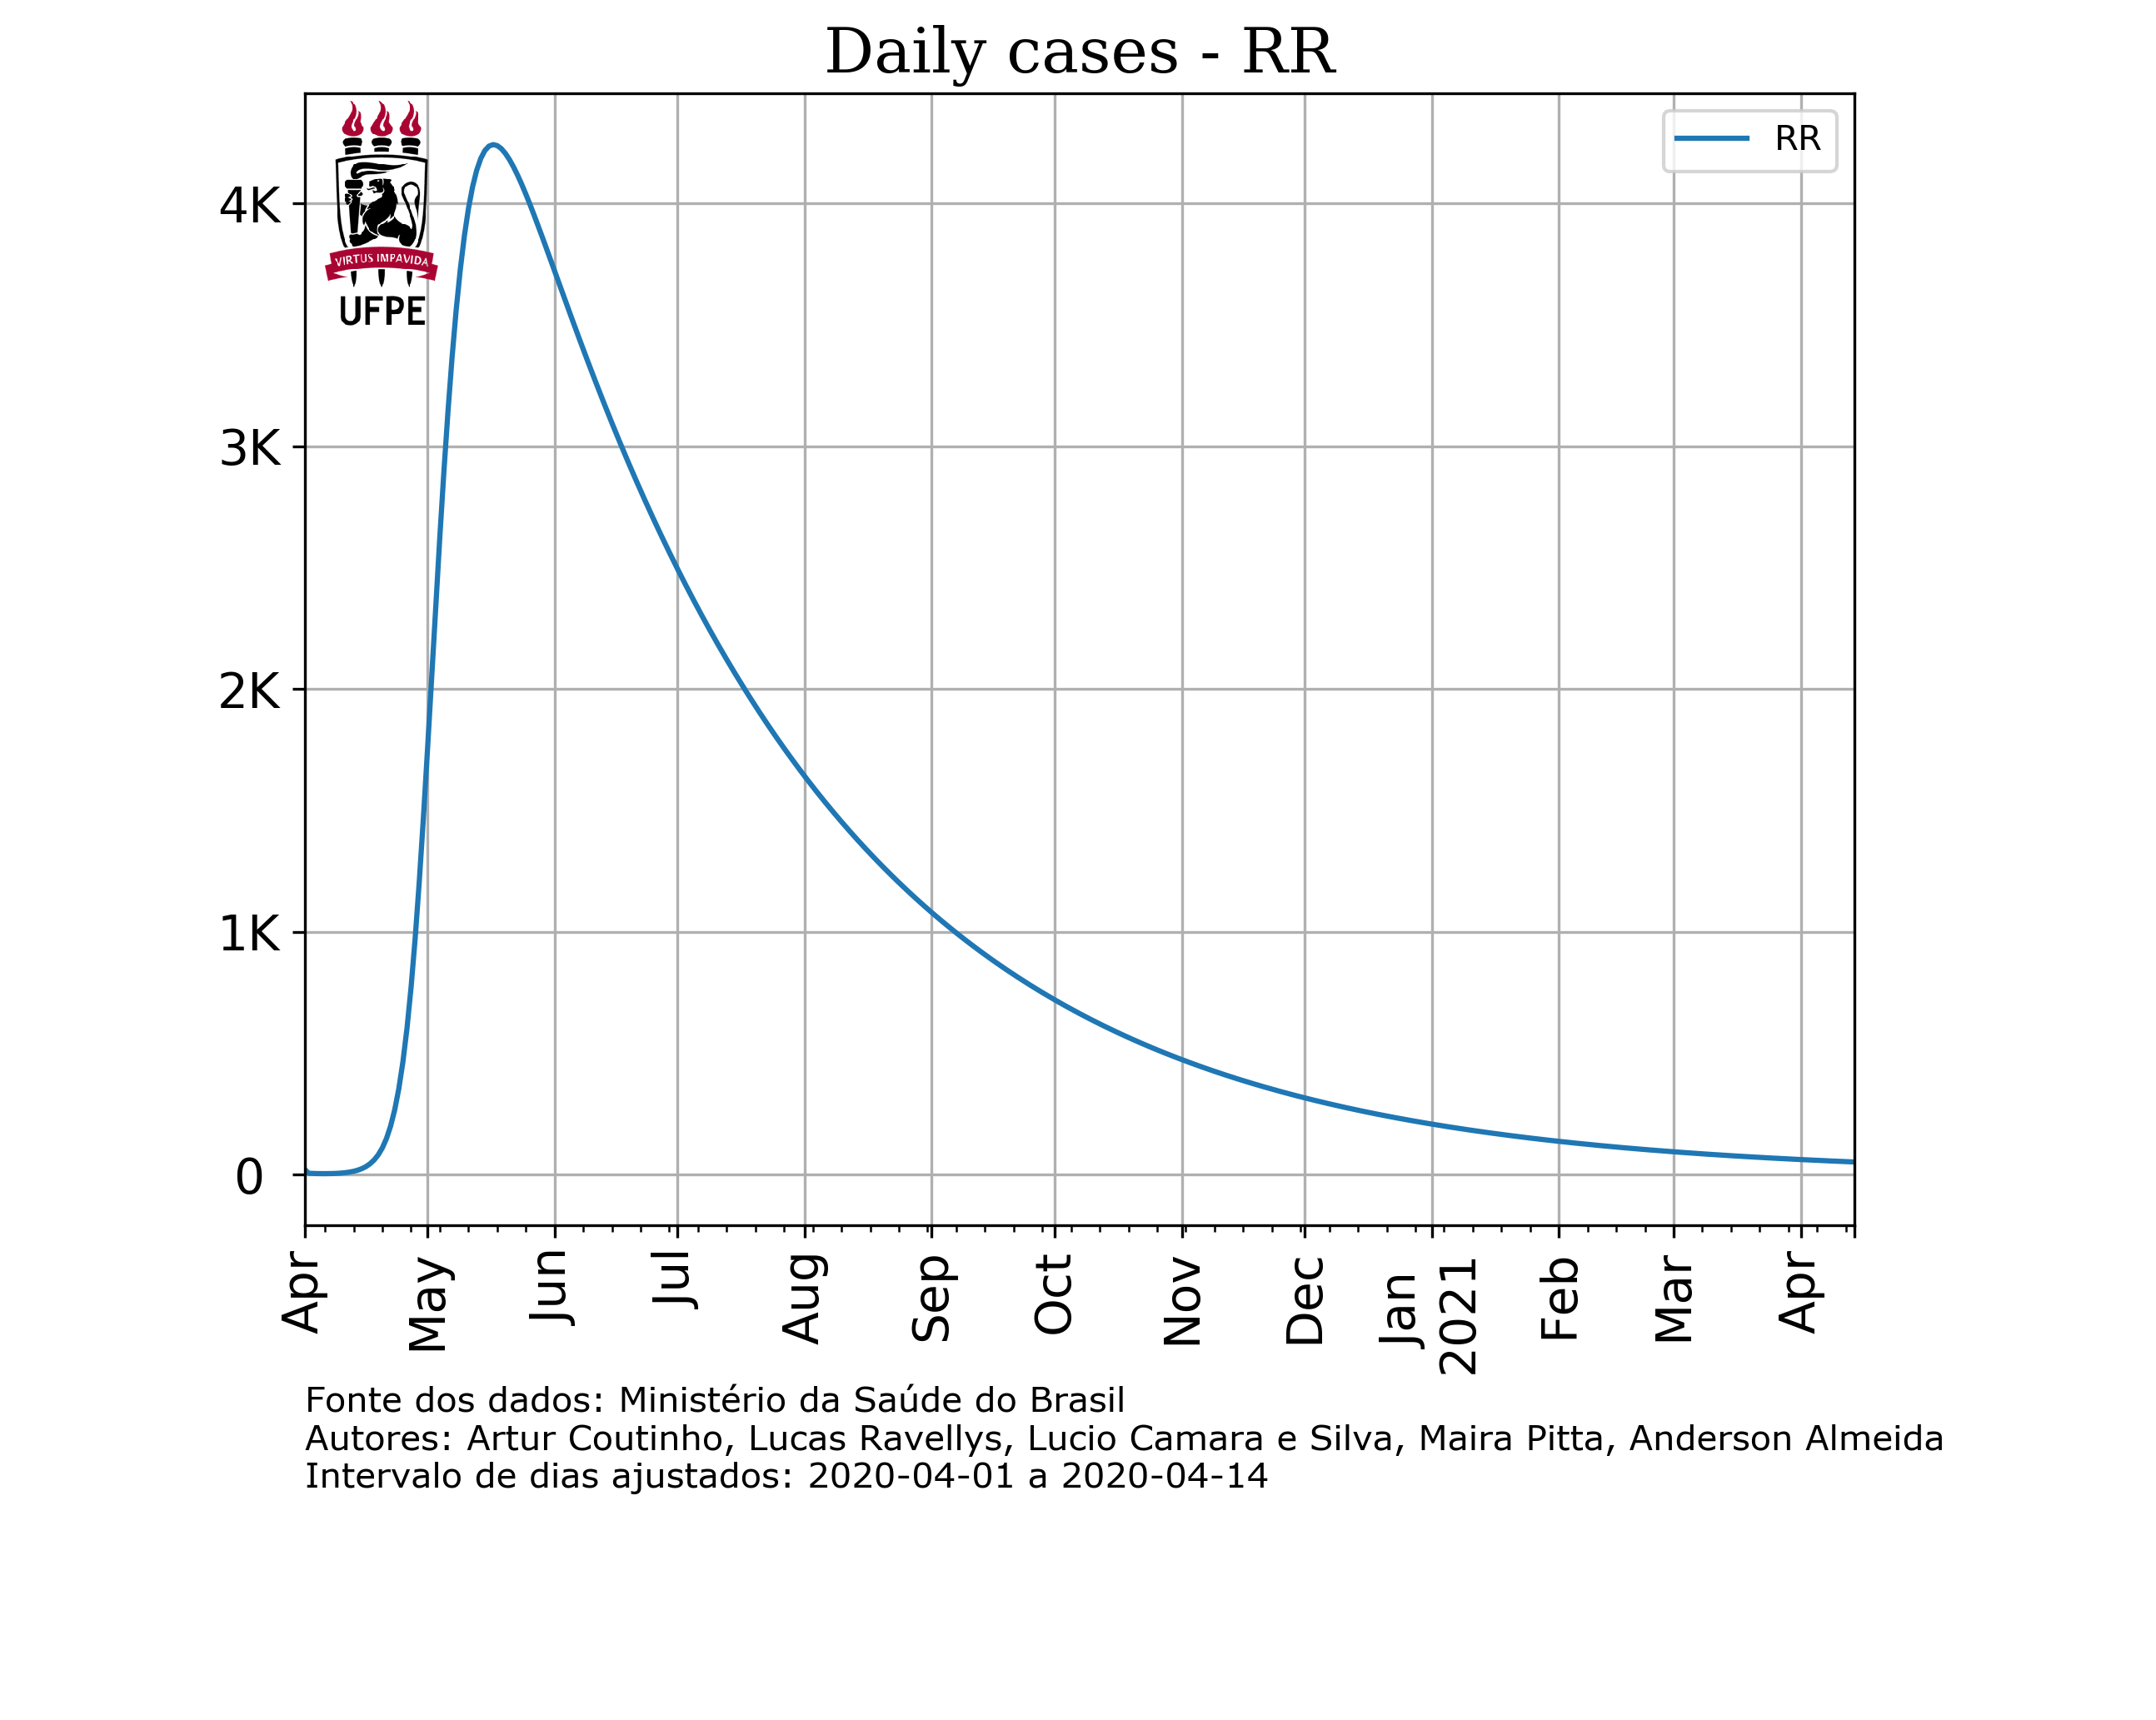 Daily cases - RR
RR
VIRTUS IMPAVIDA
UFPE
4K
3K
2K
1K
0
Apr
May
Jun
Jul
Aug
Sep
Oct
Nov
Dec
Jan
2021
Feb
Mar
Apr
Fonte dos dados: Ministério da Saúde do Brasil
Autores: Artur Coutinho, Lucas Ravellys, Lucio Camara e Silva, Maira Pitta, Anderson Almeida
Intervalo de dias ajustados: 2020-04-01 a 2020-04-14